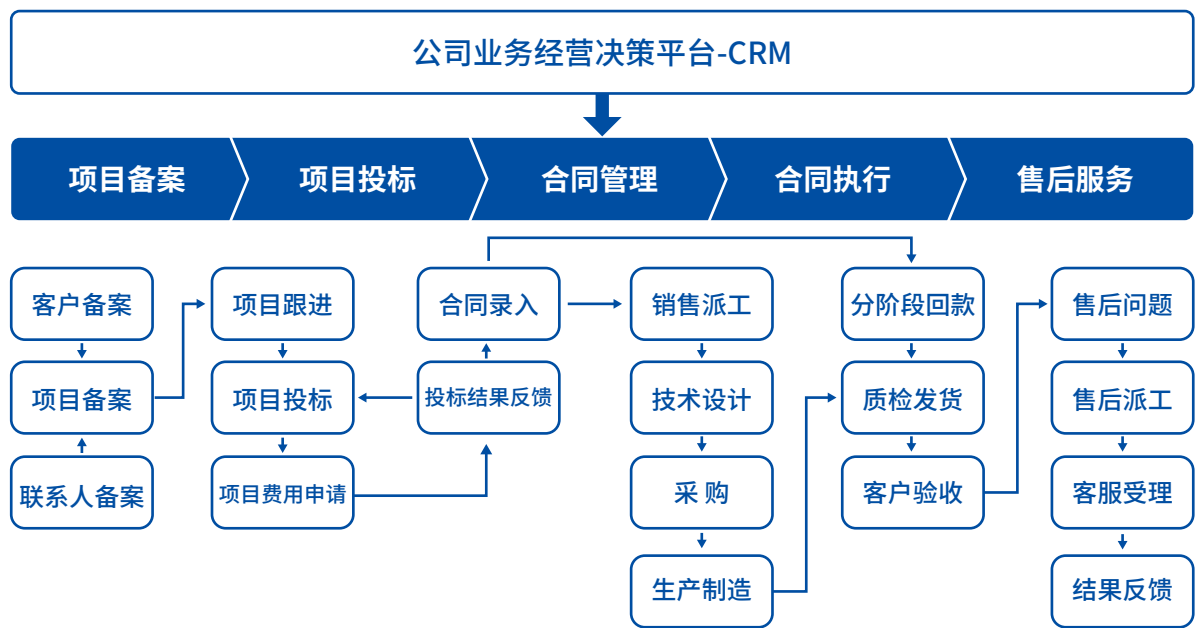 公司业务经营决策平台-CRM
项目备案
项目投标
合同管理
合同执行
售后服务
客户备案
项目备案
联系人备案
项目跟进
项目投标
项目费用申请
合同录入
投标结果反馈
销售派工
技术设计
采 购
生产制造
分阶段回款
质检发货
客户验收
售后问题
售后派工
客服受理
结果反馈